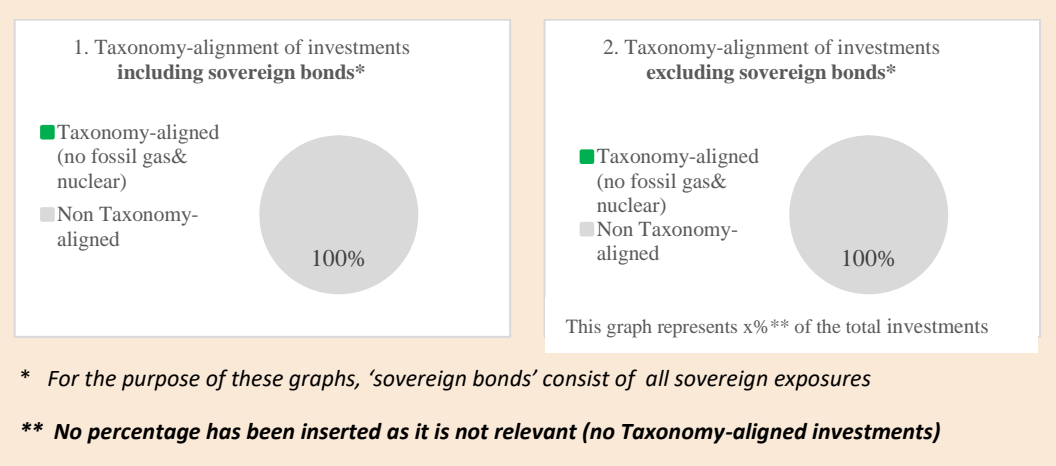 1. Taxonomy-alignment of investments
including sovereign bonds*
Taxonomy-aligned
(no fossil gas&
nuclear)
Non Taxonomy-
aligned
100%
2. Taxonomy-alignment of investments
excluding sovereign bonds*
Taxonomy-aligned
(no fossil gas&
nuclear)
Non Taxonomy-
aligned
100%
This graph represents x%** of the total investments
* For the purpose of these graphs, ‘sovereign bonds’ consist of all sovereign exposures
** No percentage has been inserted as it is not relevant (no Taxonomy-aligned investments)